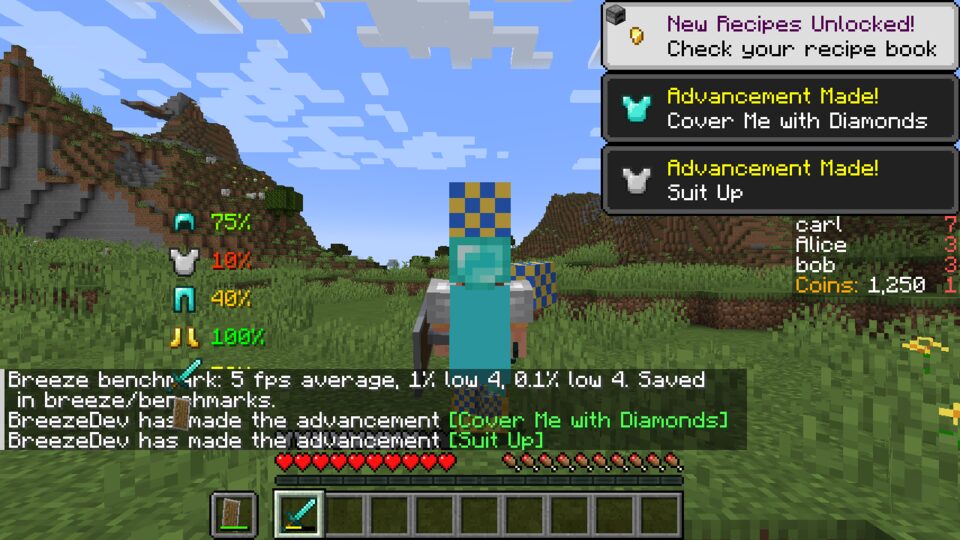 New Recipes Unlocked!
Check your recipe book
Advancement Made!
Cover Me with Diamonds
Advancement Made!
Suit Up
carl 7
Alice 3
bob 3
Coins: 1,250 1
75%
10%
40%
100%
Breeze benchmark: 5 fps average, 1% low 4, 0.1% low 4. Saved
in breeze/benchmarks.
BreezeDev has made the advancement [Cover Me with Diamonds]
BreezeDev has made the advancement [Suit Up]